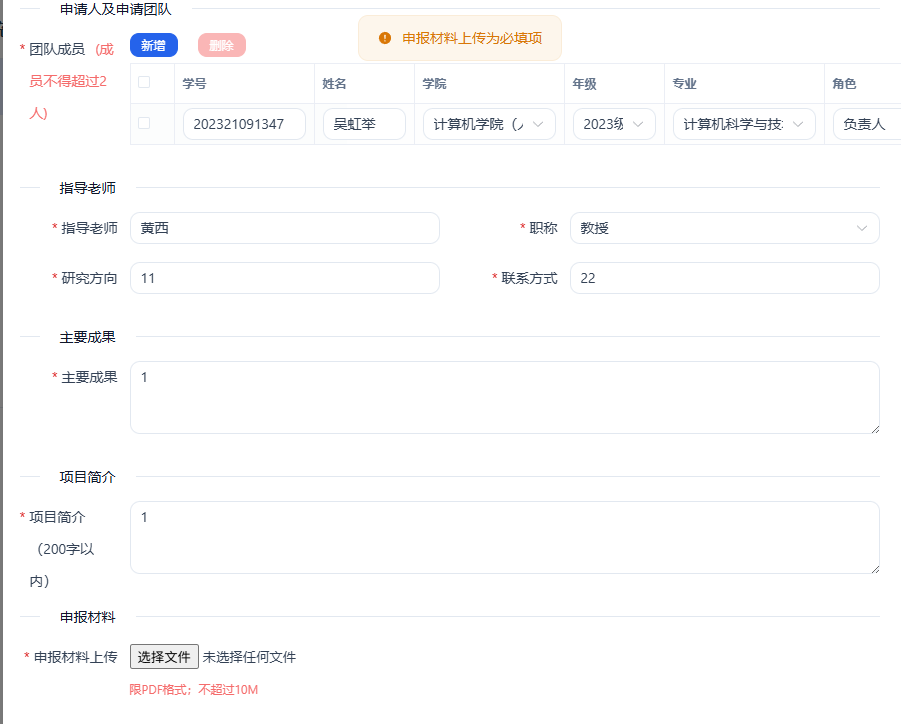 申请人及申请团队
申报材料上传为必填项
* 团队成员 (成员不得超过2人)
新增 删除
学号 姓名 学院 年级 专业 角色
202321091347 吴虹举 计算机学院（ 2023级 计算机科学与技 负责人
指导老师
* 指导老师 黄西 * 职称 教授
* 研究方向 11 * 联系方式 22
主要成果
* 主要成果 1
项目简介
* 项目简介（200字以内） 1
申报材料
* 申报材料上传 选择文件 未选择任何文件
限PDF格式；不超过10M